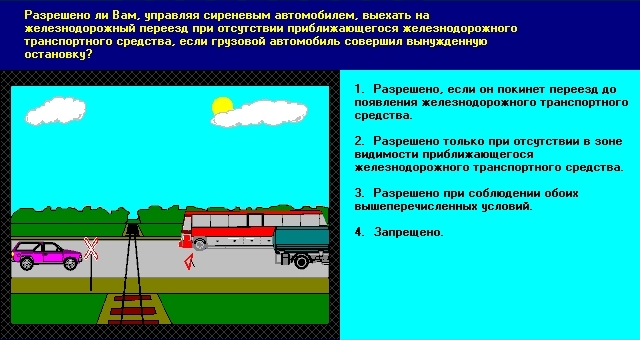 Разрешено ли Вам, управляя сиреневым автомобилем, выехать на
железнодорожный переезд при отсутствии приближающегося железнодорожного
транспортного средства, если грузовой автомобиль совершил вынужденную
остановку?
1. Разрешено, если он покинет переезд до
появления железнодорожного транспортного
средства.
2. Разрешено только при отсутствии в зоне
видимости приближающегося
железнодорожного транспортного средства.
3. Разрешено при соблюдении обоих
вышеперечисленных условий.
4. Запрещено.